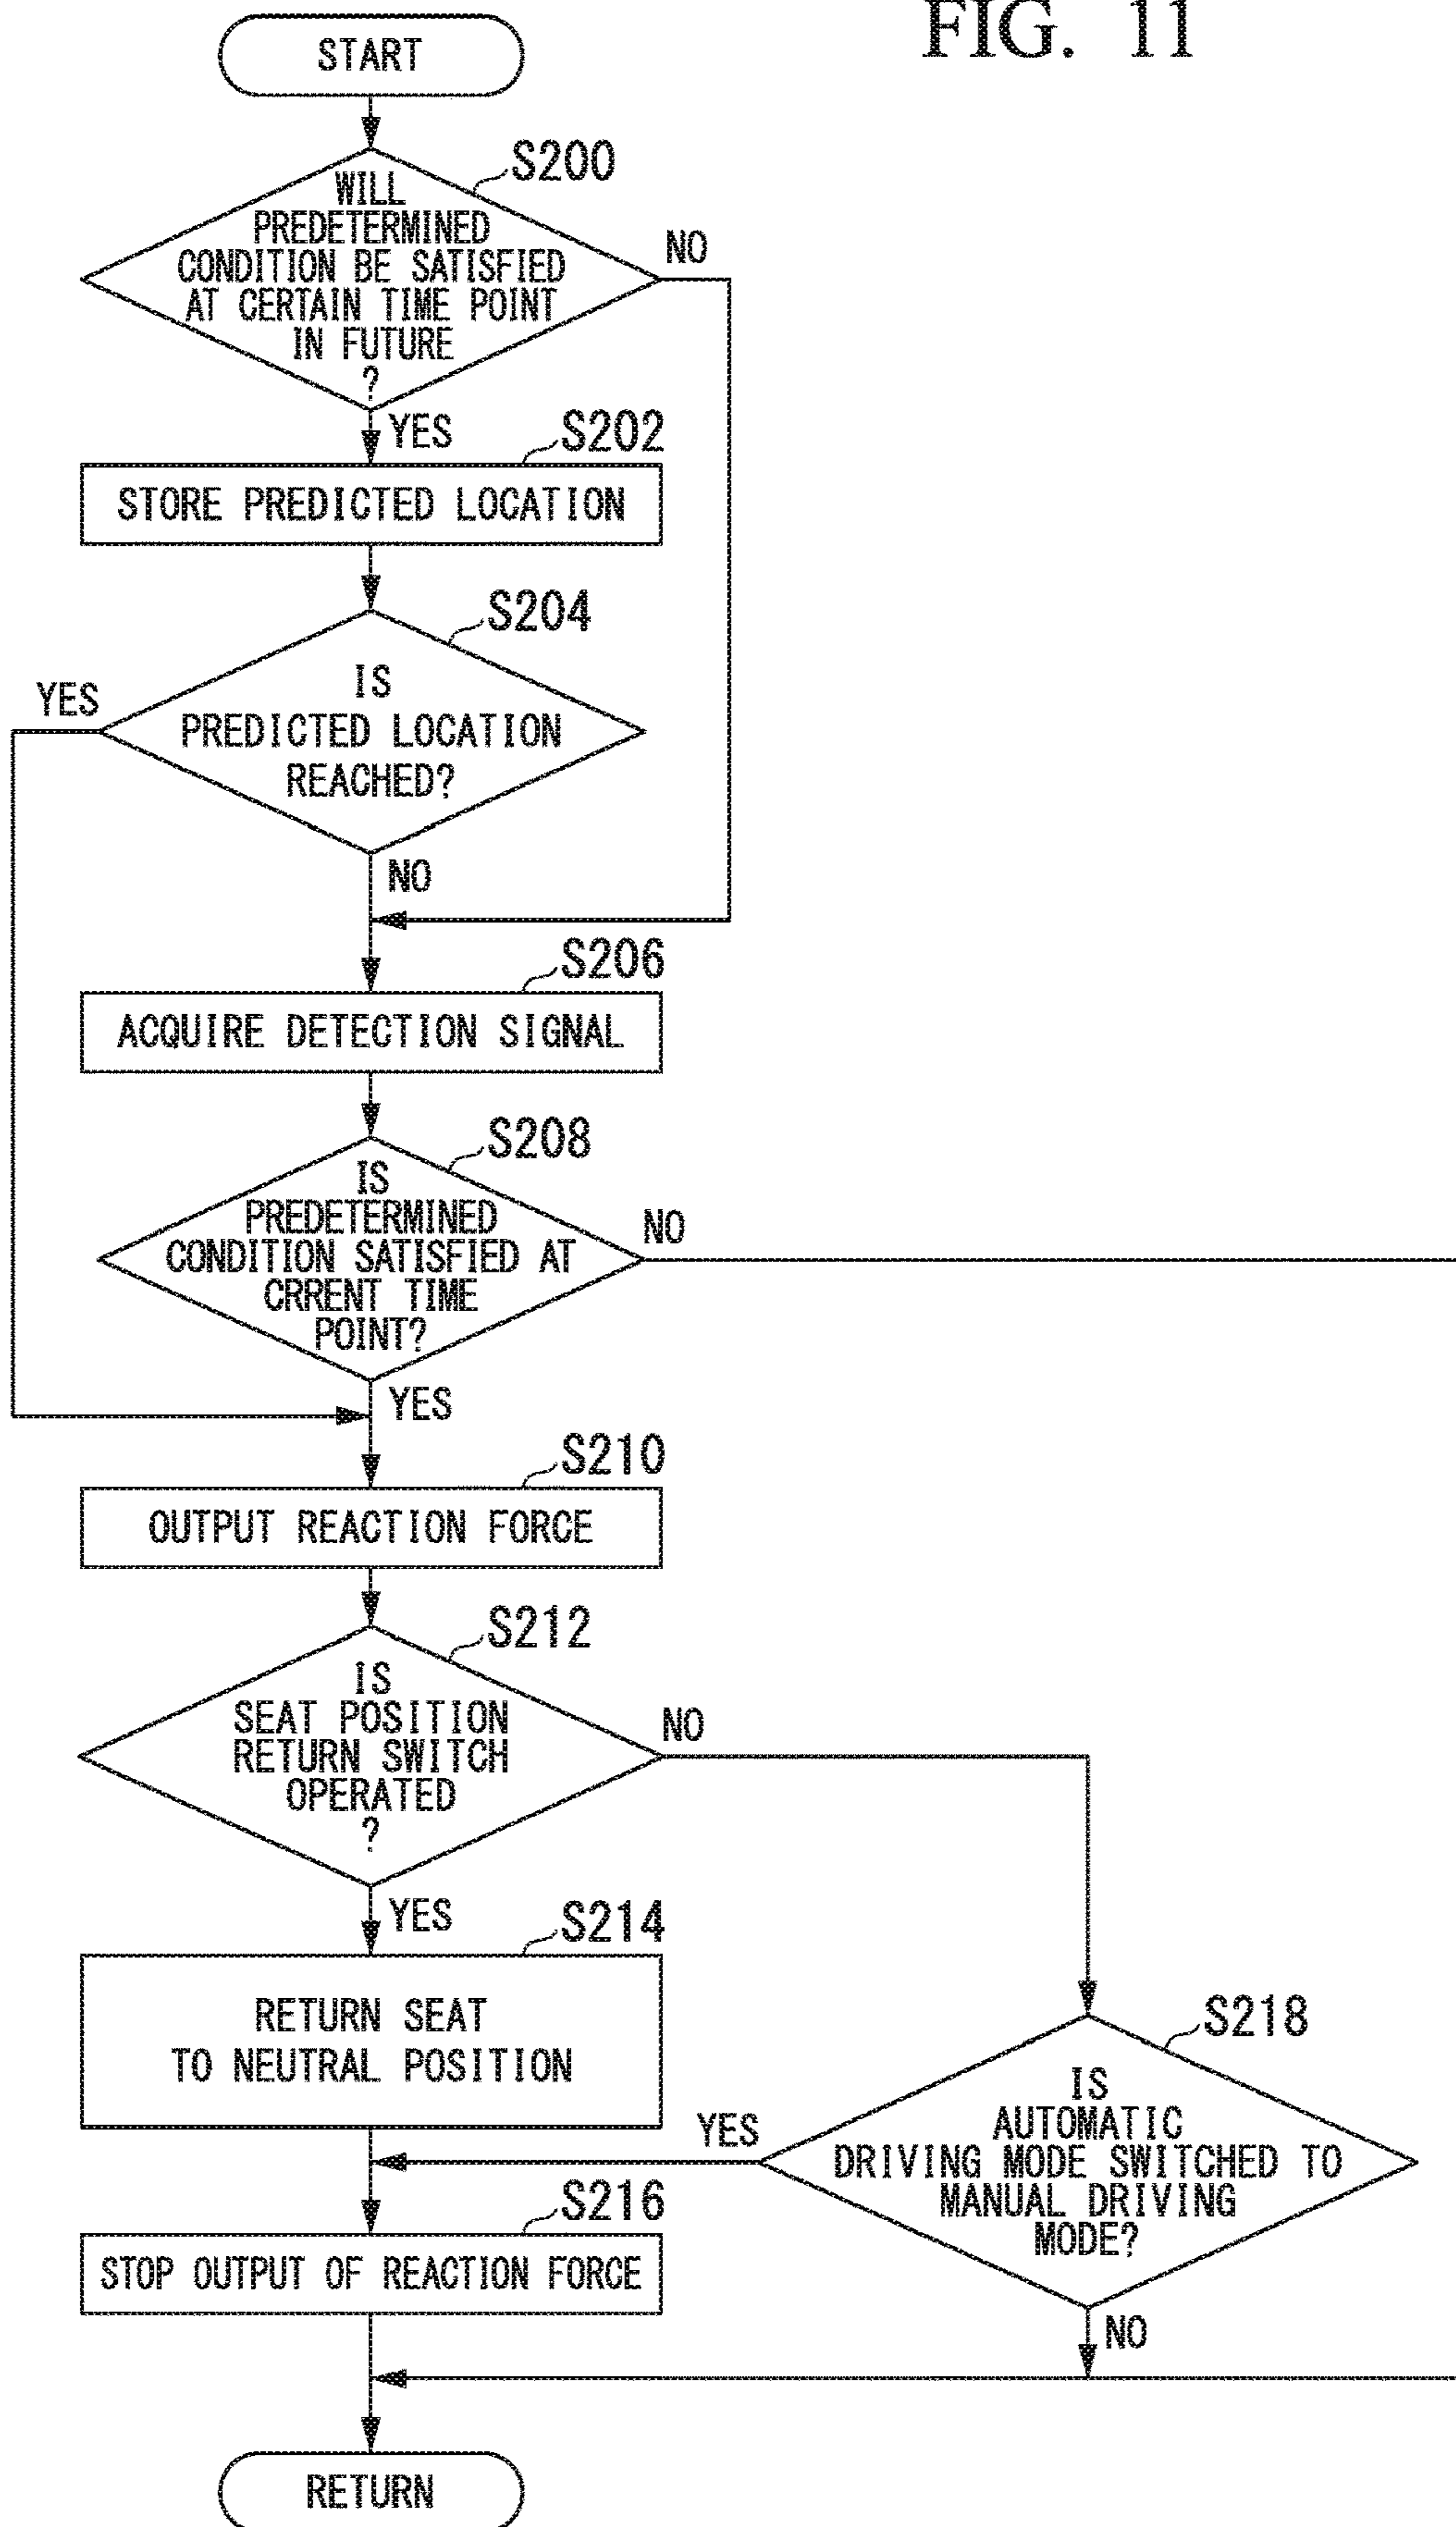 FIG. 11
START
S200
WILL
PREDETERMINED
CONDITION BE SATISFIED
AT CERTAIN TIME POINT
IN FUTURE
?
NO
YES
S202
STORE PREDICTED LOCATION
S204
IS
PREDICTED LOCATION
REACHED?
YES
NO
S206
ACQUIRE DETECTION SIGNAL
S208
IS
PREDETERMINED
CONDITION SATISFIED AT
CRRENT TIME
POINT?
NO
YES
S210
OUTPUT REACTION FORCE
S212
IS
SEAT POSITION
RETURN SWITCH
OPERATED
?
NO
YES
S214
RETURN SEAT
TO NEUTRAL POSITION
S218
IS
AUTOMATIC
DRIVING MODE SWITCHED TO
MANUAL DRIVING
MODE?
YES
NO
S216
STOP OUTPUT OF REACTION FORCE
RETURN